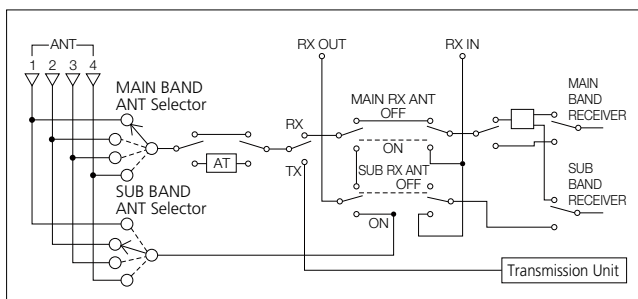 ANT
1 2 3 4
RX OUT
RX IN
MAIN BAND
ANT Selector
MAIN RX ANT
OFF
ON
MAIN
BAND
RECEIVER
RX
TX
AT
SUB RX ANT
OFF
ON
SUB
BAND
RECEIVER
SUB BAND
ANT Selector
Transmission Unit